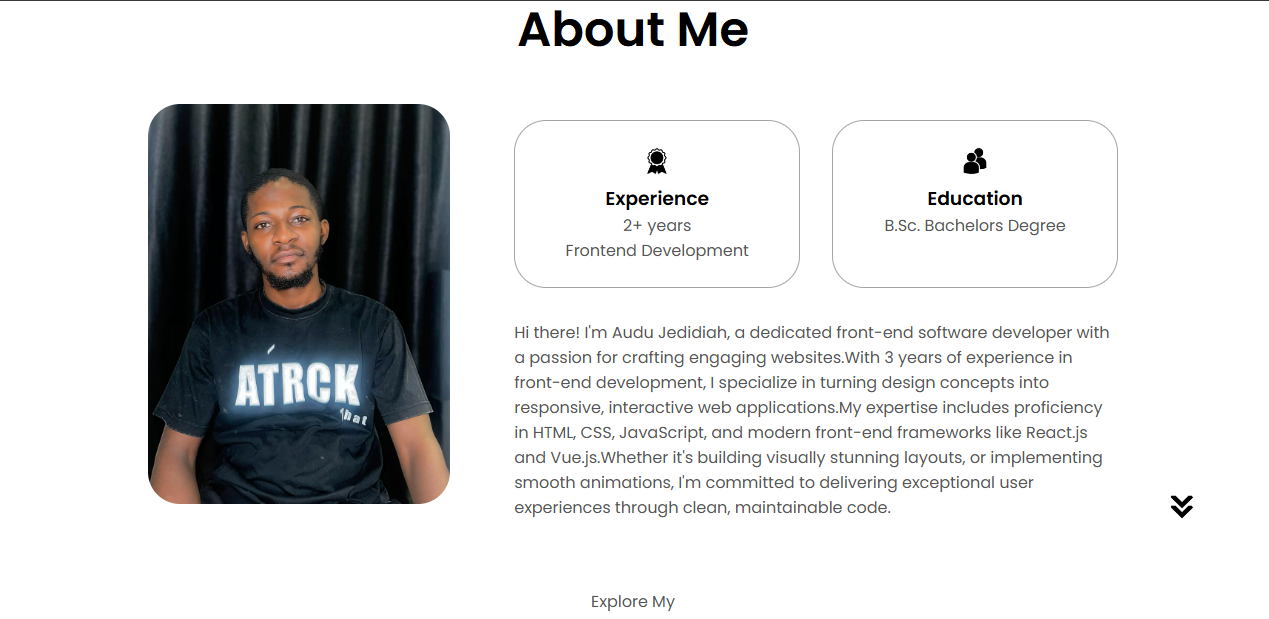 About Me
ATRCK
that
Experience
2+ years
Frontend Development
Education
B.Sc. Bachelors Degree
Hi there! I'm Audu Jedidiah, a dedicated front-end software developer with
a passion for crafting engaging websites.With 3 years of experience in
front-end development, I specialize in turning design concepts into
responsive, interactive web applications.My expertise includes proficiency
in HTML, CSS, JavaScript, and modern front-end frameworks like React.js
and Vue.js.Whether it's building visually stunning layouts, or implementing
smooth animations, I'm committed to delivering exceptional user
experiences through clean, maintainable code.
Explore My